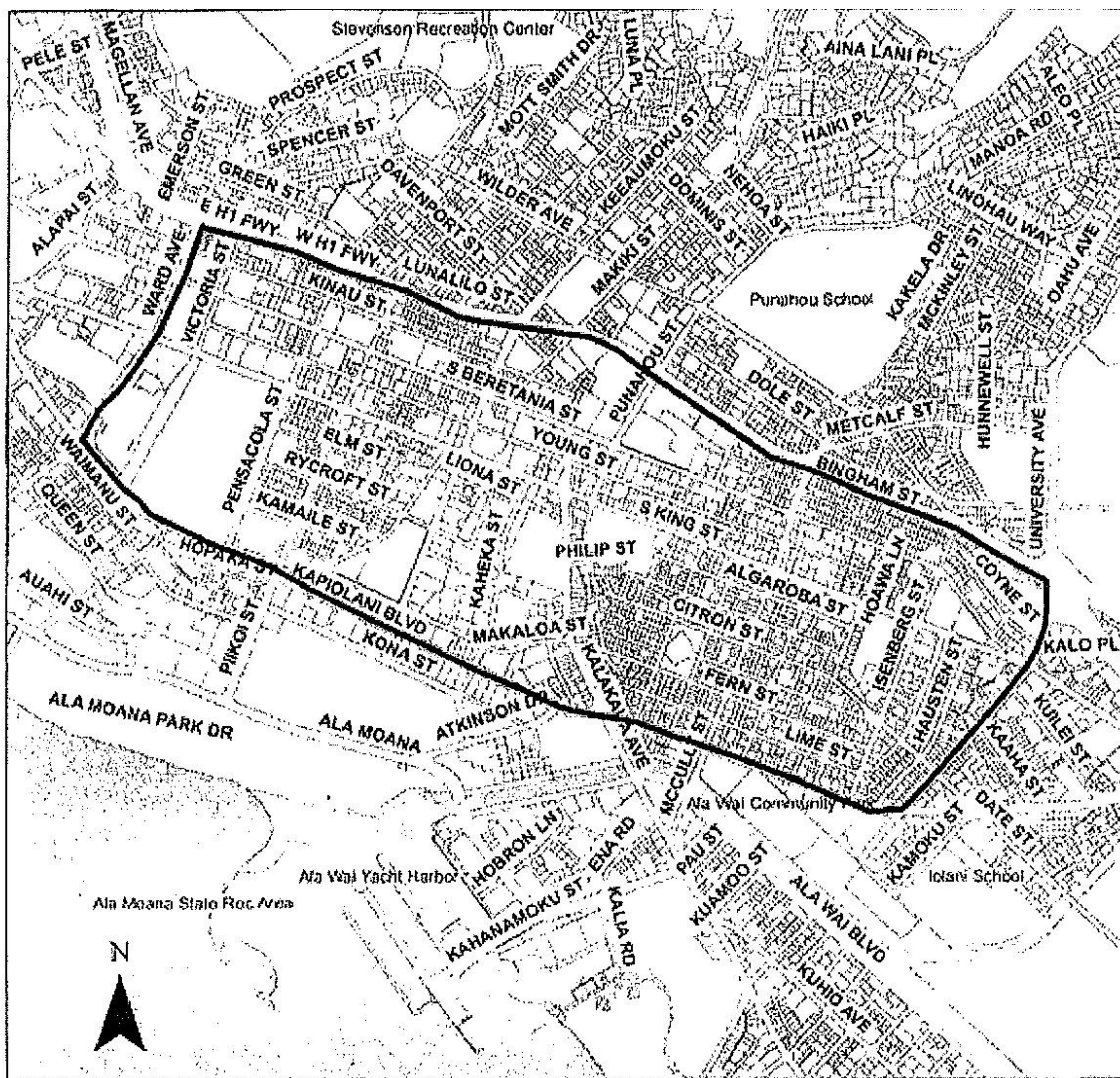 Stevenson Recreation Center
PELE ST
MAGELLAN AVE
PROSPECT ST
MOTT SMITH DR
LUNA PL
AINA LANI PL
ALEO PL
EMERSON ST
SPENCER ST
KEEAUMOKU ST
HAIKI PL
MANOA RD
ALAPAI ST
GREEN ST
DAVENPORT ST
WILDER AVE
DOMINIS ST
NEHOA ST
LINOHAU WAY
E H1 FWY
W H1 FWY
LUNALILO ST
MAKIKI ST
KAKELA DR
MCKINLEY ST
OAHU AVE
WARD AVE
VICTORIA ST
KINAU ST
Punahou School
PUNAHOU ST
HUNNEWELL ST
S BERETANIA ST
DOLE ST
METCALF ST
UNIVERSITY AVE
PENSACOLA ST
ELM ST
LIONA ST
YOUNG ST
BINGHAM ST
WAIMANU ST
QUEEN ST
RYCROFT ST
KAMAILE ST
S KING ST
KAHEKA ST
PHILIP ST
HOAWA LN
COYNE ST
HOPAKA ST
ALGAROBA ST
ISENBERG ST
AUAHI ST
KAPIOLANI BLVD
CITRON ST
PIIKOI ST
KONA ST
MAKALOA ST
HAUSTEN ST
KALO PL
KALAKAUA AVE
FERN ST
KUILEI ST
ALA MOANA PARK DR
ALA MOANA
ATKINSON DR
LIME ST
KAAHA ST
MCCULL
Ala Wai Community
DATE ST
HOBRON LN
ENA RD
PAU ST
KAMOKU ST
Iolani School
Ala Wai Yacht Harbor
Ala Moana State Rec Area
KAHANAMOKU ST
KALIA RD
KUAMOO ST
ALA WAI BLVD
KUHIO AVE
N